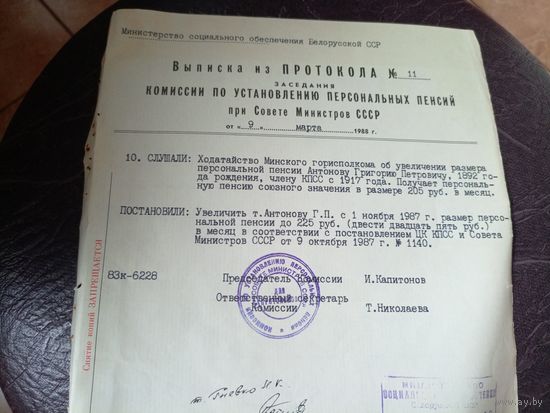 Министерство социального обеспечения Белорусской ССР
Выписка из ПРОТОКОЛА № 11
ЗАСЕДАНИЯ
КОМИССИИ ПО УСТАНОВЛЕНИЮ ПЕРСОНАЛЬНЫХ ПЕНСИЙ
при Совете Министров СССР
от « 9 » марта 1988 г.
10. СЛУШАЛИ: Ходатайство Минского горисполкома об увеличении размера
персональной пенсии Антонову Григорию Петровичу, 1892 го-
да рождения, члену КПСС с 1917 года. Получает персональ-
ную пенсию союзного значения в размере 205 руб. в месяц.
ПОСТАНОВИЛИ: Увеличить т.Антонову Г.П. с 1 ноября 1987 г. размер персо-
нальной пенсии до 225 руб. (двести двадцать пять руб.)
в месяц в соответствии с постановлением ЦК КПСС и Совета
Министров СССР от 9 октября 1987 г. № 1140.
83к-6228
Председатель Комиссии И.Капитонов
Ответственный секретарь
Комиссии Т.Николаева
Снятие копий ЗАПРЕЩАЕТСЯ
www.ay.by